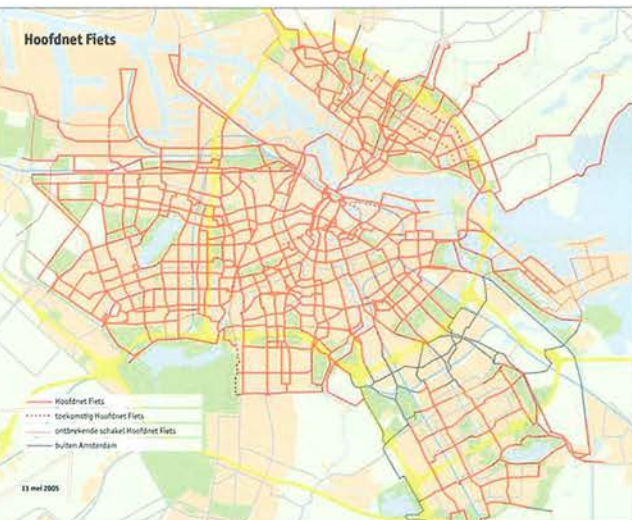 Hoofdnet Fiets
Hoofdnet Fiets
toekomstig Hoofdnet Fiets
ontbrekende schakel Hoofdnet Fiets
buiten Amsterdam
11 mei 2005